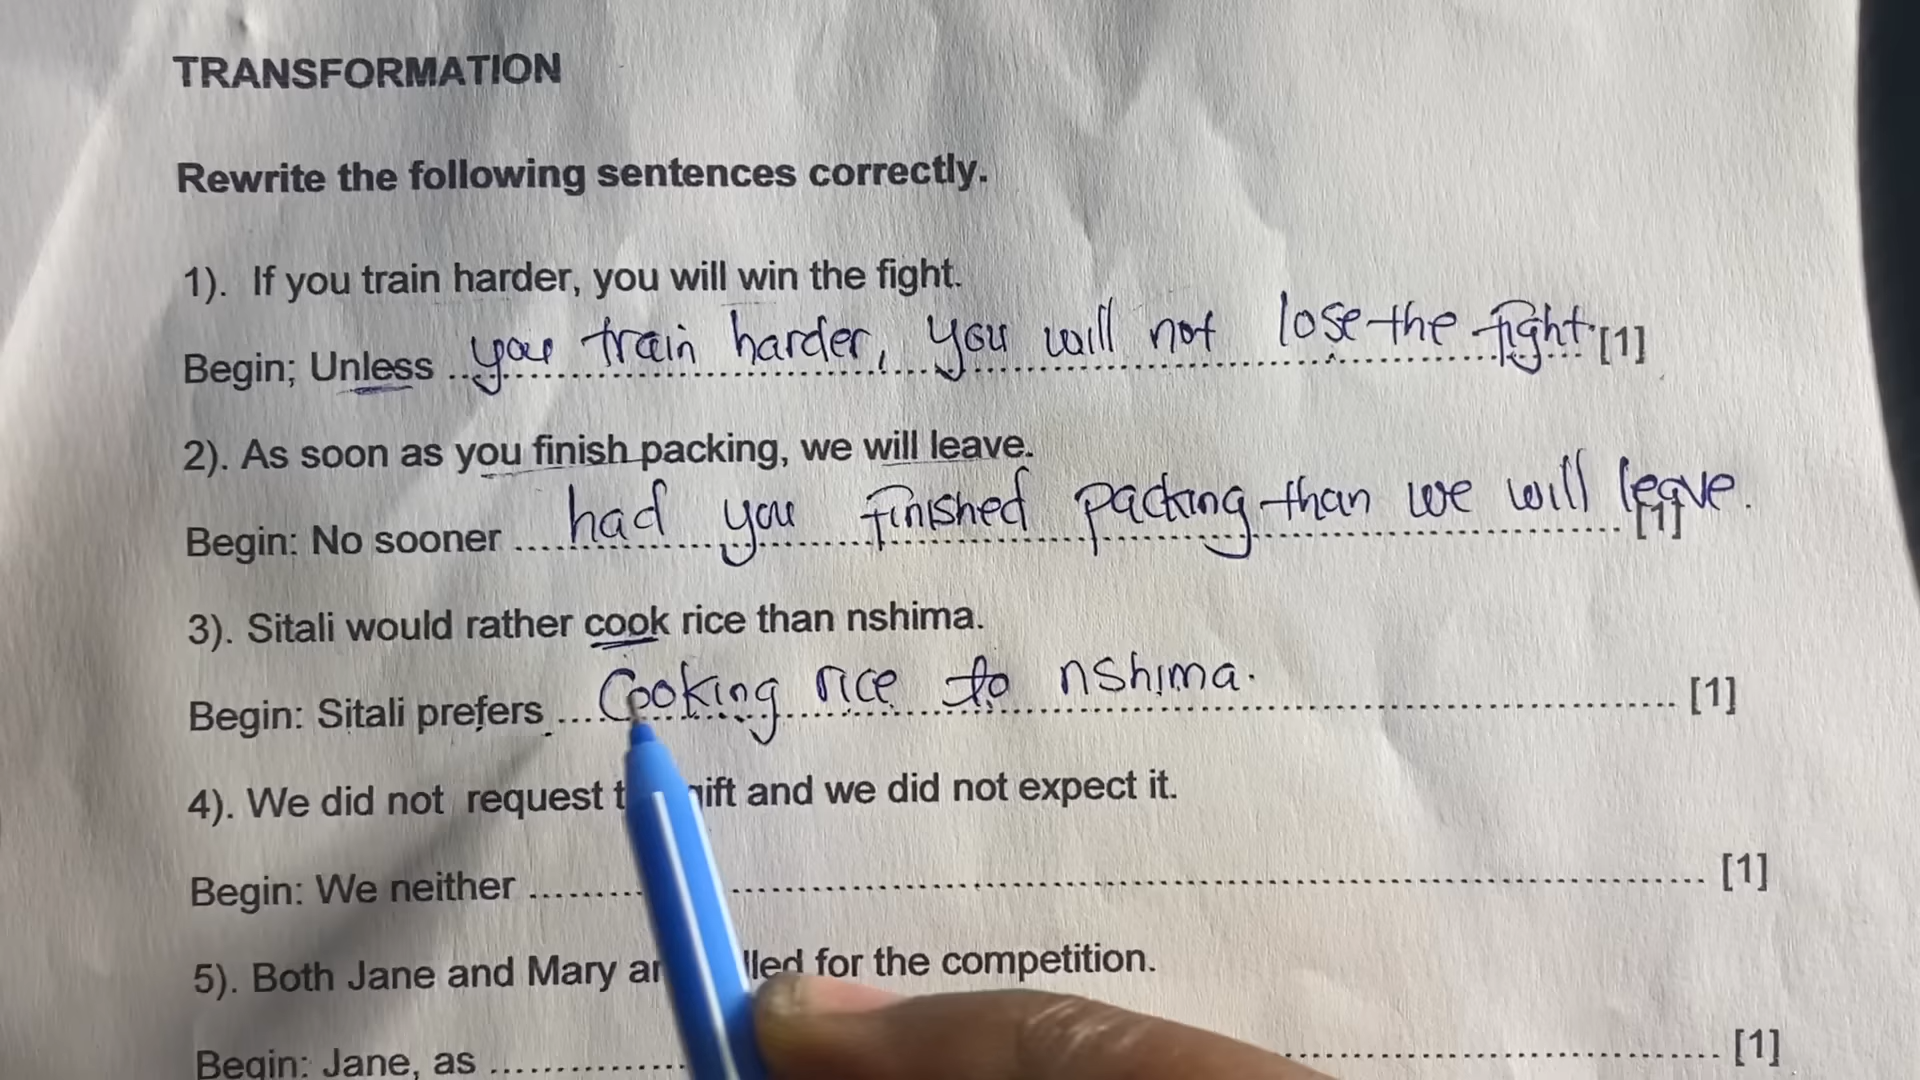 TRANSFORMATION
Rewrite the following sentences correctly.
1). If you train harder, you will win the fight.
Begin; Unless ..you train harder, you will not lose the fight.[1]
2). As soon as you finish packing, we will leave.
Begin: No sooner ....had you finished packing than we will leave. [1]
3). Sitali would rather cook rice than nshima.
Begin: Sitali prefers ....Cooking rice to nshima. [1]
4). We did not request gift and we did not expect it.
Begin: We neither .................... [1]
5). Both Jane and Mary for the competition.
Begin: Jane, as .................... [1]